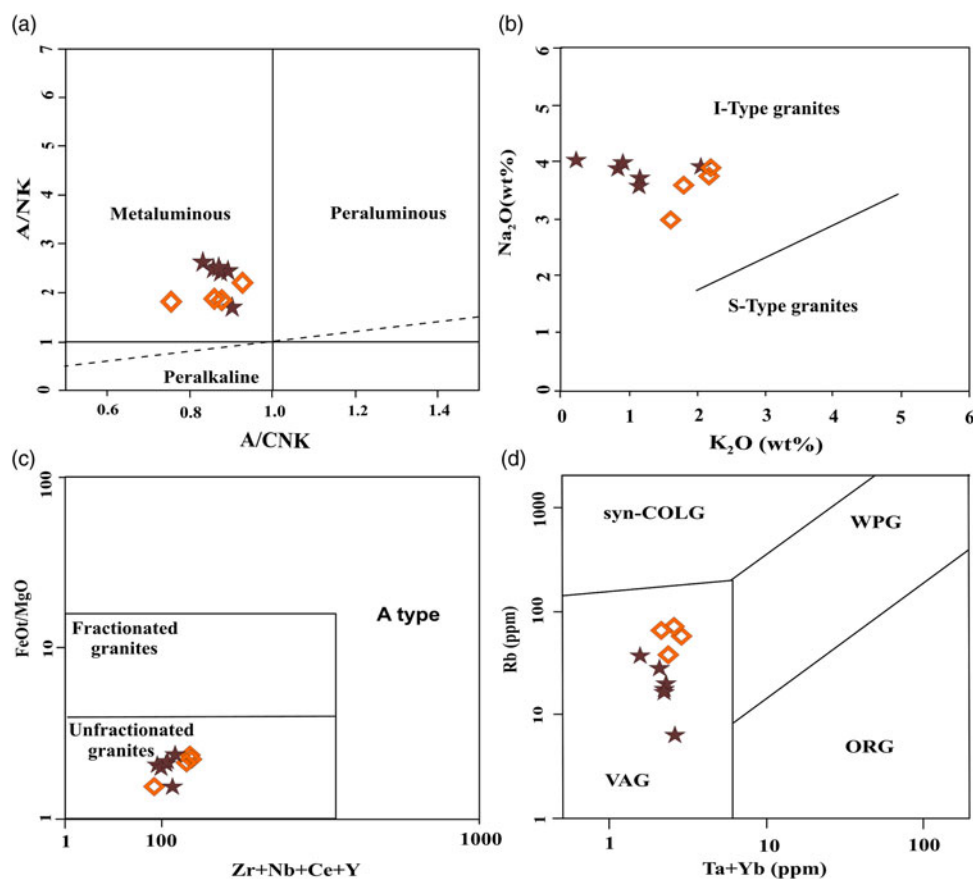 (a)
7
6
5
4
3
2
1
0
A/NK
Metaluminous
Peraluminous
Peralkaline
0.6 0.8 1.0 1.2 1.4
A/CNK
(b)
6
5
4
3
2
1
0
Na₂O(wt%)
I-Type granites
S-Type granites
0 1 2 3 4 5 6
K₂O (wt%)
(c)
100
10
1
FeOt/MgO
A type
Fractionated
granites
Unfractionated
granites
1 100 1000
Zr+Nb+Ce+Y
(d)
1000
100
10
1
Rb (ppm)
syn-COLG
WPG
VAG
ORG
1 10 100
Ta+Yb (ppm)